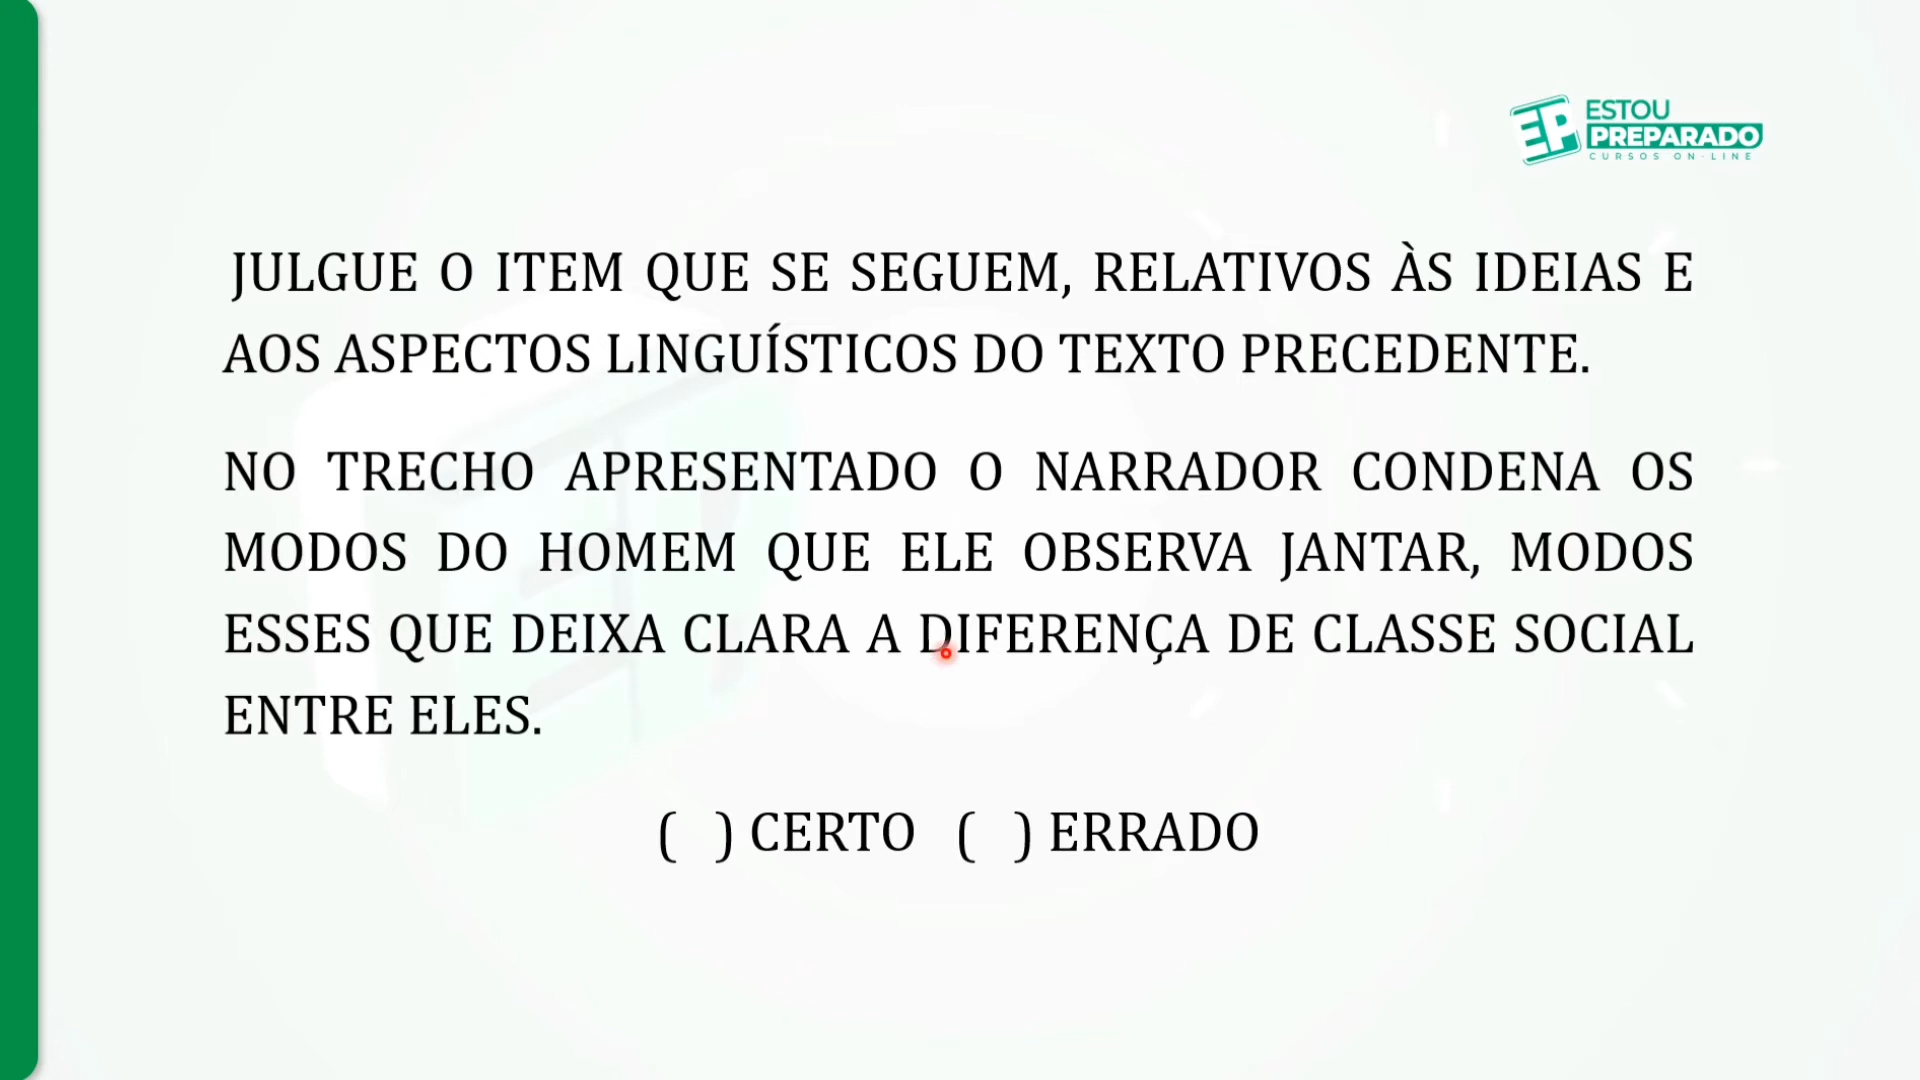 ESTOU
PREPARADO
CURSOS ON-LINE
JULGUE O ITEM QUE SE SEGUEM, RELATIVOS ÀS IDEIAS E
AOS ASPECTOS LINGUÍSTICOS DO TEXTO PRECEDENTE.
NO TRECHO APRESENTADO O NARRADOR CONDENA OS
MODOS DO HOMEM QUE ELE OBSERVA JANTAR, MODOS
ESSES QUE DEIXA CLARA A DIFERENÇA DE CLASSE SOCIAL
ENTRE ELES.
( ) CERTO ( ) ERRADO